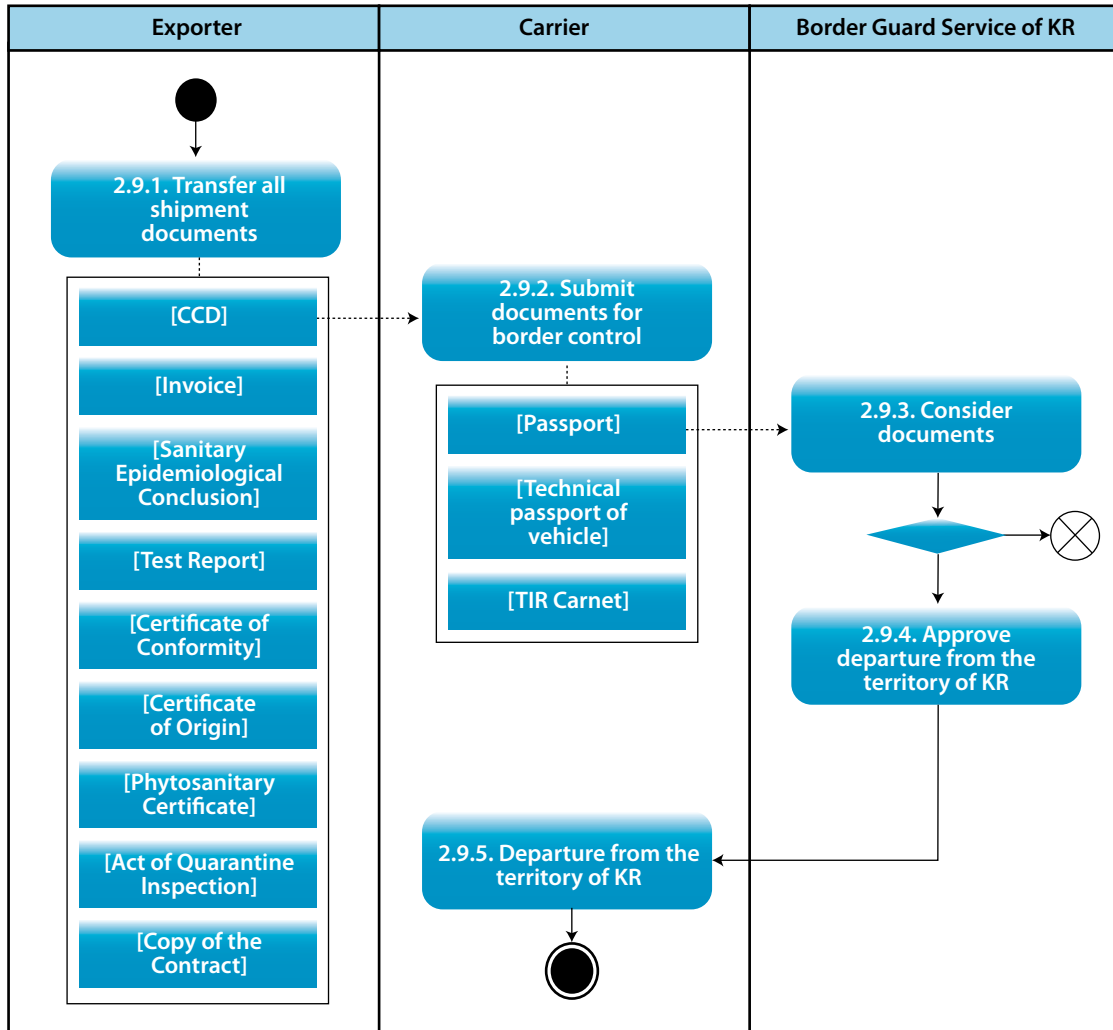 Exporter
Carrier
Border Guard Service of KR
2.9.1. Transfer all
shipment
documents
[CCD]
[Invoice]
[Sanitary
Epidemiological
Conclusion]
[Test Report]
[Certificate of
Conformity]
[Certificate
of Origin]
[Phytosanitary
Certificate]
[Act of Quarantine
Inspection]
[Copy of the
Contract]
2.9.2. Submit
documents for
border control
[Passport]
[Technical
passport of
vehicle]
[TIR Carnet]
2.9.3. Consider
documents
2.9.4. Approve
departure from the
territory of KR
2.9.5. Departure from the
territory of KR